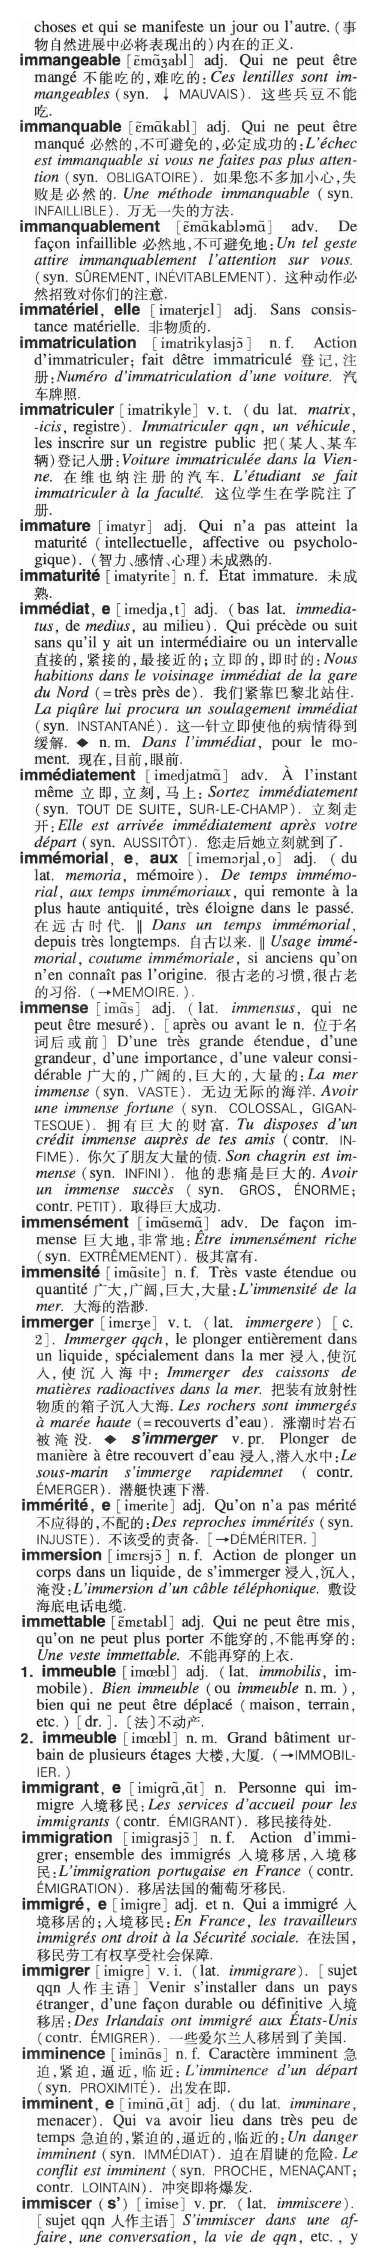 choses et qui se manifeste un jour ou l'autre. (事
物自然进展中必将表现出的)内在的正义.
immangeable [ɛ̃mɑ̃ʒabl] adj. Qui ne peut être
mangé 不能吃的,难吃的: Ces lentilles sont im-
mangeables (syn. ↓ MAUVAIS). 这些兵豆不能
吃.
immanquable [ɛ̃mɑ̃kabl] adj. Qui ne peut être
manqué 必然的,不可避免的,必定成功的: L'échec
est immanquable si vous ne faites pas plus atten-
tion (syn. OBLIGATOIRE). 如果您不多加小心,失
败是必然的. Une méthode immanquable (syn.
INFAILLIBLE). 万无一失的方法.
immanquablement [ɛ̃mɑ̃kabləmɑ̃] adv. De
façon infaillible 必然地,不可避免地: Un tel geste
attire immanquablement l'attention sur vous.
(syn. SÛREMENT, INÉVITABLEMENT). 这种动作必
然招致对你们的注意.
immatériel, elle [imaterjɛl] adj. Sans consis-
tance matérielle. 非物质的.
immatriculation [imatrikylasjɔ̃] n. f. Action
d'immatriculer; fait dêtre immatriculé 登记,注
册: Numéro d'immatriculation d'une voiture. 汽
车牌照.
immatriculer [imatrikyle] v. t. (du lat. matrix,
-icis, registre). Immatriculer qqn, un véhicule,
les inscrire sur un registre public 把(某人、某车
辆)登记入册: Voiture immatriculée dans la Vien-
ne. 在维也纳注册的汽车. L'étudiant se fait
immatriculer à la faculté. 这位学生在学院注了
册.
immature [imatyr] adj. Qui n'a pas atteint la
maturité (intellectuelle, affective ou psycholo-
gique). (智力、感情、心理)未成熟的.
immaturité [imatyrite] n. f. État immature. 未成
熟.
immédiat, e [imedja,t] adj. (bas lat. immedia-
tus, de medius, au milieu). Qui précède ou suit
sans qu'il y ait un intermédiaire ou un intervalle
直接的,紧接的,最接近的;立即的,即时的: Nous
habitions dans le voisinage immédiat de la gare
du Nord (=très près de). 我们紧靠巴黎北站住.
La piqûre lui procura un soulagement immédiat
(syn. INSTANTANÉ). 这一针立即使他的病情得到
缓解. ◆ n. m. Dans l'immédiat, pour le mo-
ment. 现在,目前,眼前.
immédiatement [imedjatmɑ̃] adv. À l'instant
même 立即,立刻,马上: Sortez immédiatement
(syn. TOUT DE SUITE, SUR-LE-CHAMP). 立刻走
开: Elle est arrivée immédiatement après votre
départ (syn. AUSSITÔT). 您走后她立刻就到了.
immémorial, e, aux [imemɔrjal,o] adj. (du
lat. memoria, mémoire). De temps immémo-
rial, aux temps immémoriaux, qui remonte à la
plus haute antiquité, très éloigne dans le passé.
在远古时代. ‖ Dans un temps immémorial,
depuis très longtemps. 自古以来. ‖ Usage immé-
morial, coutume immémoriale, si anciens qu'on
n'en connaît pas l'origine. 很古老的习惯,很古老
的习俗. (→MEMOIRE.).
immense [imɑ̃s] adj. (lat. immensus, qui ne
peut être mesuré). [après ou avant le n. 位于名
词后或前] D'une très grande étendue, d'une
grandeur, d'une importance, d'une valeur consi-
dérable 广大的,广阔的,巨大的,大量的: La mer
immense (syn. VASTE). 无边无际的海洋. Avoir
une immense fortune (syn. COLOSSAL, GIGAN-
TESQUE). 拥有巨大的财富. Tu disposes d'un
crédit immense auprès de tes amis (contr. IN-
FIME). 你欠了朋友大量的债. Son chagrin est im-
mense (syn. INFINI). 他的悲痛是巨大的. Avoir
un immense succès (syn. GROS, ÉNORME;
contr. PETIT). 取得巨大成功.
immensément [imɑ̃semɑ̃] adv. De façon im-
mense 巨大地,非常地: Être immensément riche
(syn. EXTRÊMEMENT). 极其富有.
immensité [imɑ̃site] n. f. Très vaste étendue ou
quantité 广大,广阔,巨大,大量: L'immensité de la
mer. 大海的浩渺.
immerger [imɛrʒe] v. t. (lat. immergere) [c.
2]. Immerger qqch, le plonger entièrement dans
un liquide, spécialement dans la mer 浸入,使沉
入,使沉入海中: Immerger des caissons de
matières radioactives dans la mer. 把装有放射性
物质的箱子沉入大海. Les rochers sont immergés
à marée haute (=recouverts d'eau). 涨潮时岩石
被淹没. ◆ s'immerger v. pr. Plonger de
manière à être recouvert d'eau 浸入,潜入水中: Le
sous-marin s'immerge rapidemnet (contr.
ÉMERGER). 潜艇快速下潜.
immérité, e [imerite] adj. Qu'on n'a pas mérité
不应得的,不配的: Des reproches immérités (syn.
INJUSTE). 不该受的责备. [→DÉMÉRITER.]
immersion [imɛrsjɔ̃] n. f. Action de plonger un
corps dans un liquide, de s'immerger 浸入,沉入,
淹没: L'immersion d'un câble téléphonique. 敷设
海底电话电缆.
immettable [ɛ̃mɛtabl] adj. Qui ne peut être mis,
qu'on ne peut plus porter 不能穿的,不能再穿的:
Une veste immettable. 不能再穿的上衣.
1. immeuble [imœbl] adj. (lat. immobilis, im-
mobile). Bien immeuble (ou immeuble n. m.),
bien qui ne peut être déplacé (maison, terrain,
etc.) [dr.]. 〔法〕不动产.
2. immeuble [imœbl] n. m. Grand bâtiment ur-
bain de plusieurs étages 大楼,大厦. (→IMMOBIL-
IER.)
immigrant, e [imigrɑ̃,ɑ̃t] n. Personne qui im-
migre 入境移民: Les services d'accueil pour les
immigrants (contr. ÉMIGRANT). 移民接待处.
immigration [imigrasjɔ̃] n. f. Action d'immi-
grer; ensemble des immigrés 入境移居,入境移
民: L'immigration portugaise en France (contr.
ÉMIGRATION). 移居法国的葡萄牙移民.
immigré, e [imigre] adj. et n. Qui a immigré 入
境移居的;入境移民: En France, les travailleurs
immigrés ont droit à la Sécurité sociale. 在法国,
移民劳工有权享受社会保障.
immigrer [imigre] v. i. (lat. immigrare). [sujet
qqn 人作主语] Venir s'installer dans un pays
étranger, d'une façon durable ou définitive 入境
移居: Des Irlandais ont immigré aux États-Unis
(contr. ÉMIGRER). 一些爱尔兰人移居到了美国.
imminence [iminɑ̃s] n. f. Caractère imminent 急
迫,紧迫,逼近,临近: L'imminence d'un départ
(syn. PROXIMITÉ). 出发在即.
imminent, e [iminɑ̃,ɑ̃t] adj. (du lat. imminare,
menacer). Qui va avoir lieu dans très peu de
temps 急迫的,紧迫的,逼近的,临近的: Un danger
imminent (syn. IMMÉDIAT). 迫在眉睫的危险. Le
conflit est imminent (syn. PROCHE, MENAÇANT;
contr. LOINTAIN). 冲突即将爆发.
immiscer (s') [imise] v. pr. (lat. immiscere).
[sujet qqn 人作主语] S'immiscer dans une af-
faire, une conversation, la vie de qqn, etc., y